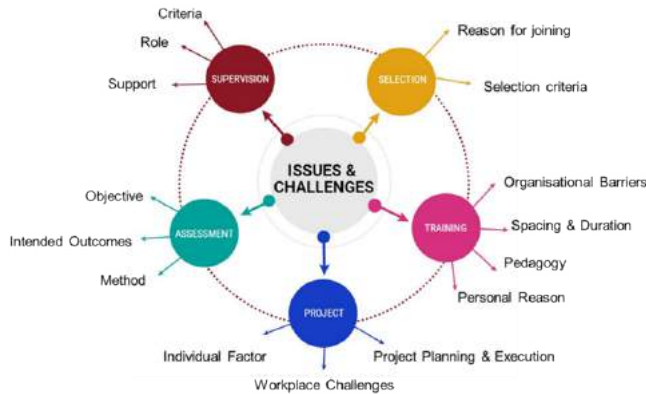 Criteria
Role
Support
SUPERVISION
SELECTION
Reason for joining
Selection criteria
ISSUES &
CHALLENGES
Objective
Intended Outcomes
Method
ASSESSMENT
TRAINING
Organisational Barriers
Spacing & Duration
Pedagogy
Personal Reason
PROJECT
Individual Factor
Workplace Challenges
Project Planning & Execution